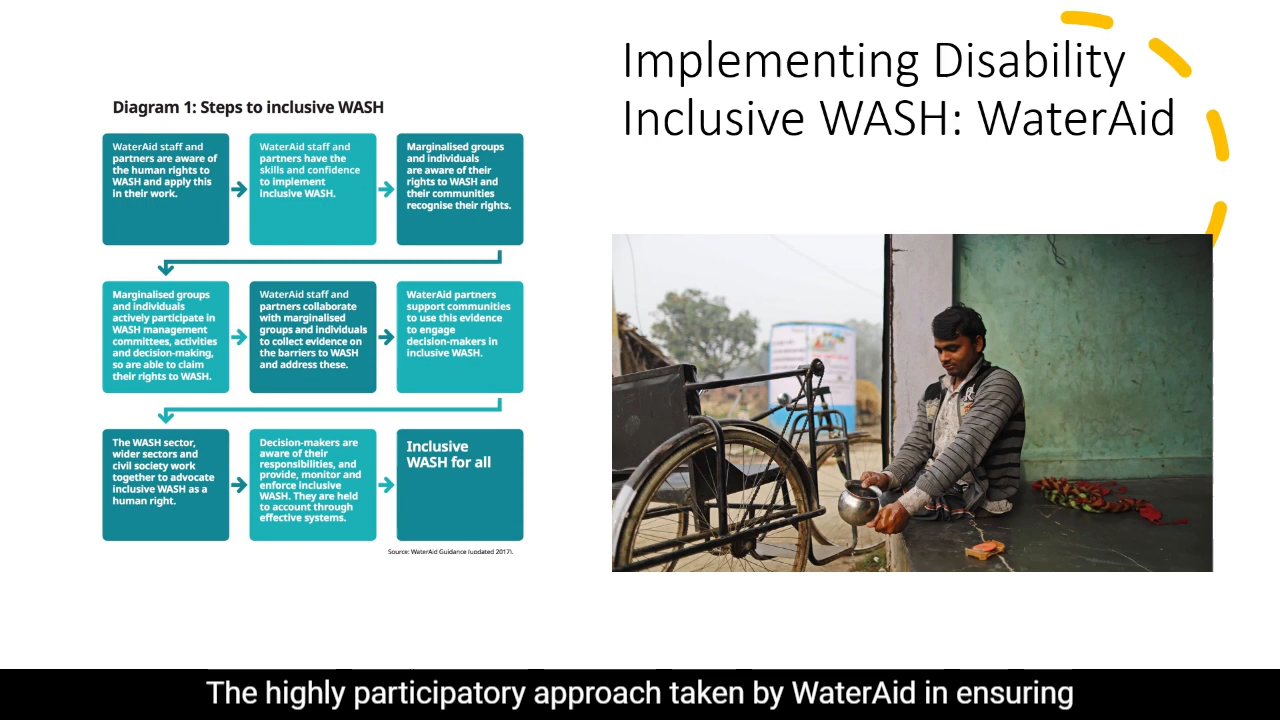 Implementing Disability
Inclusive WASH: WaterAid
Diagram 1: Steps to inclusive WASH
WaterAid staff and
partners are aware of
the human rights to
WASH and apply this
in their work.
WaterAid staff and
partners have the
skills and confidence
to implement
inclusive WASH.
Marginalised groups
and individuals
are aware of their
rights to WASH and
their communities
recognise their rights.
Marginalised groups
and individuals
actively participate in
WASH management
committees, activities
and decision-making,
so are able to claim
their rights to WASH.
WaterAid staff and
partners collaborate
with marginalised
groups and individuals
to collect evidence on
the barriers to WASH
and address these.
WaterAid partners
support communities
to use this evidence
to engage
decision-makers in
inclusive WASH.
The WASH sector,
wider sectors and
civil society work
together to advocate
inclusive WASH as a
human right.
Decision-makers are
aware of their
responsibilities, and
provide, monitor and
enforce inclusive
WASH. They are held
to account through
effective systems.
Inclusive
WASH for all
Source: WaterAid Guidance (updated 2017).
The highly participatory approach taken by WaterAid in ensuring